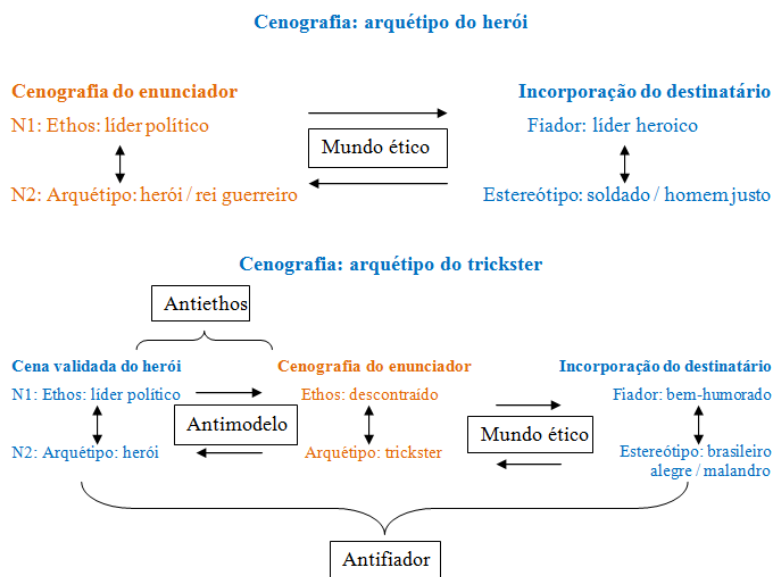 Cenografia: arquétipo do herói
Cenografia do enunciador
Incorporação do destinatário
N1: Ethos: líder político
Fiador: líder heroico
Mundo ético
N2: Arquétipo: herói / rei guerreiro
Estereótipo: soldado / homem justo
Cenografia: arquétipo do trickster
Antiethos
Cena validada do herói
Cenografia do enunciador
Incorporação do destinatário
N1: Ethos: líder político
Ethos: descontraído
Fiador: bem-humorado
Antimodelo
Mundo ético
N2: Arquétipo: herói
Arquétipo: trickster
Estereótipo: brasileiro
alegre / malandro
Antifiador